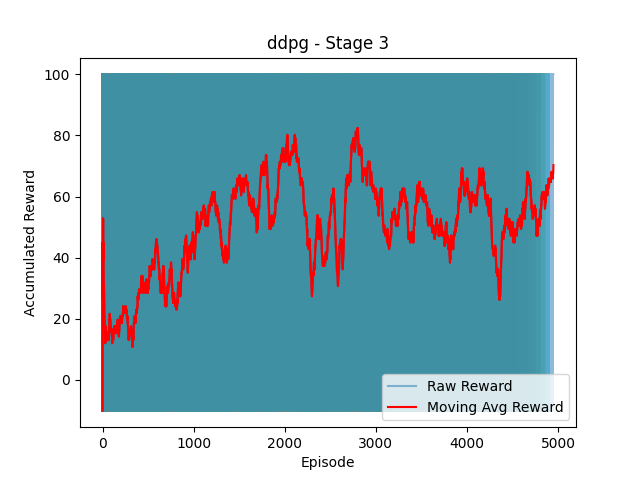 ddpg - Stage 3
100
80
60
40
20
0
Accumulated Reward
0 1000 2000 3000 4000 5000
Episode
Raw Reward
Moving Avg Reward